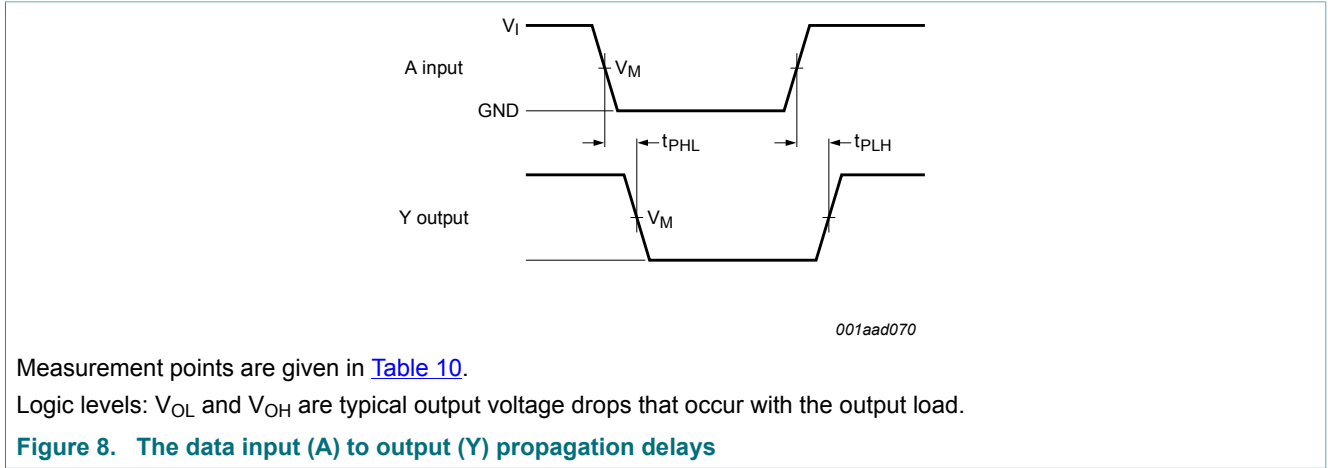 VI
A input
VM
GND
tPHL
tPLH
Y output
VM
001aad070
Measurement points are given in Table 10.
Logic levels: VOL and VOH are typical output voltage drops that occur with the output load.
Figure 8. The data input (A) to output (Y) propagation delays